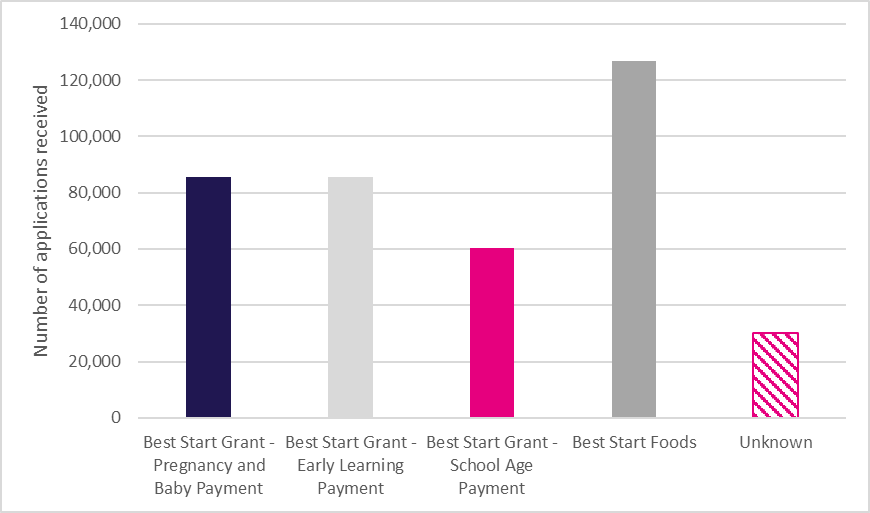 140,000
120,000
100,000
80,000
60,000
40,000
20,000
0
Number of applications received
Best Start Grant -
Pregnancy and
Baby Payment
Best Start Grant -
Early Learning
Payment
Best Start Grant -
School Age
Payment
Best Start Foods
Unknown